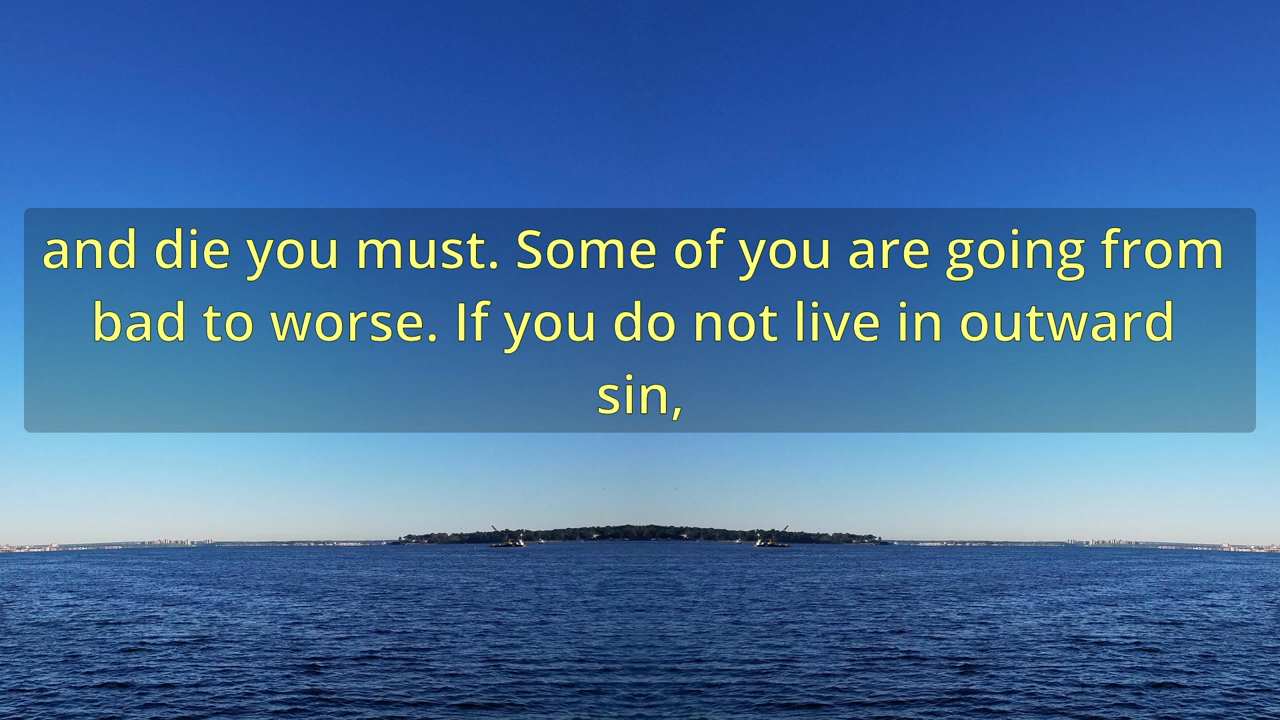 and die you must. Some of you are going from
bad to worse. If you do not live in outward
sin,